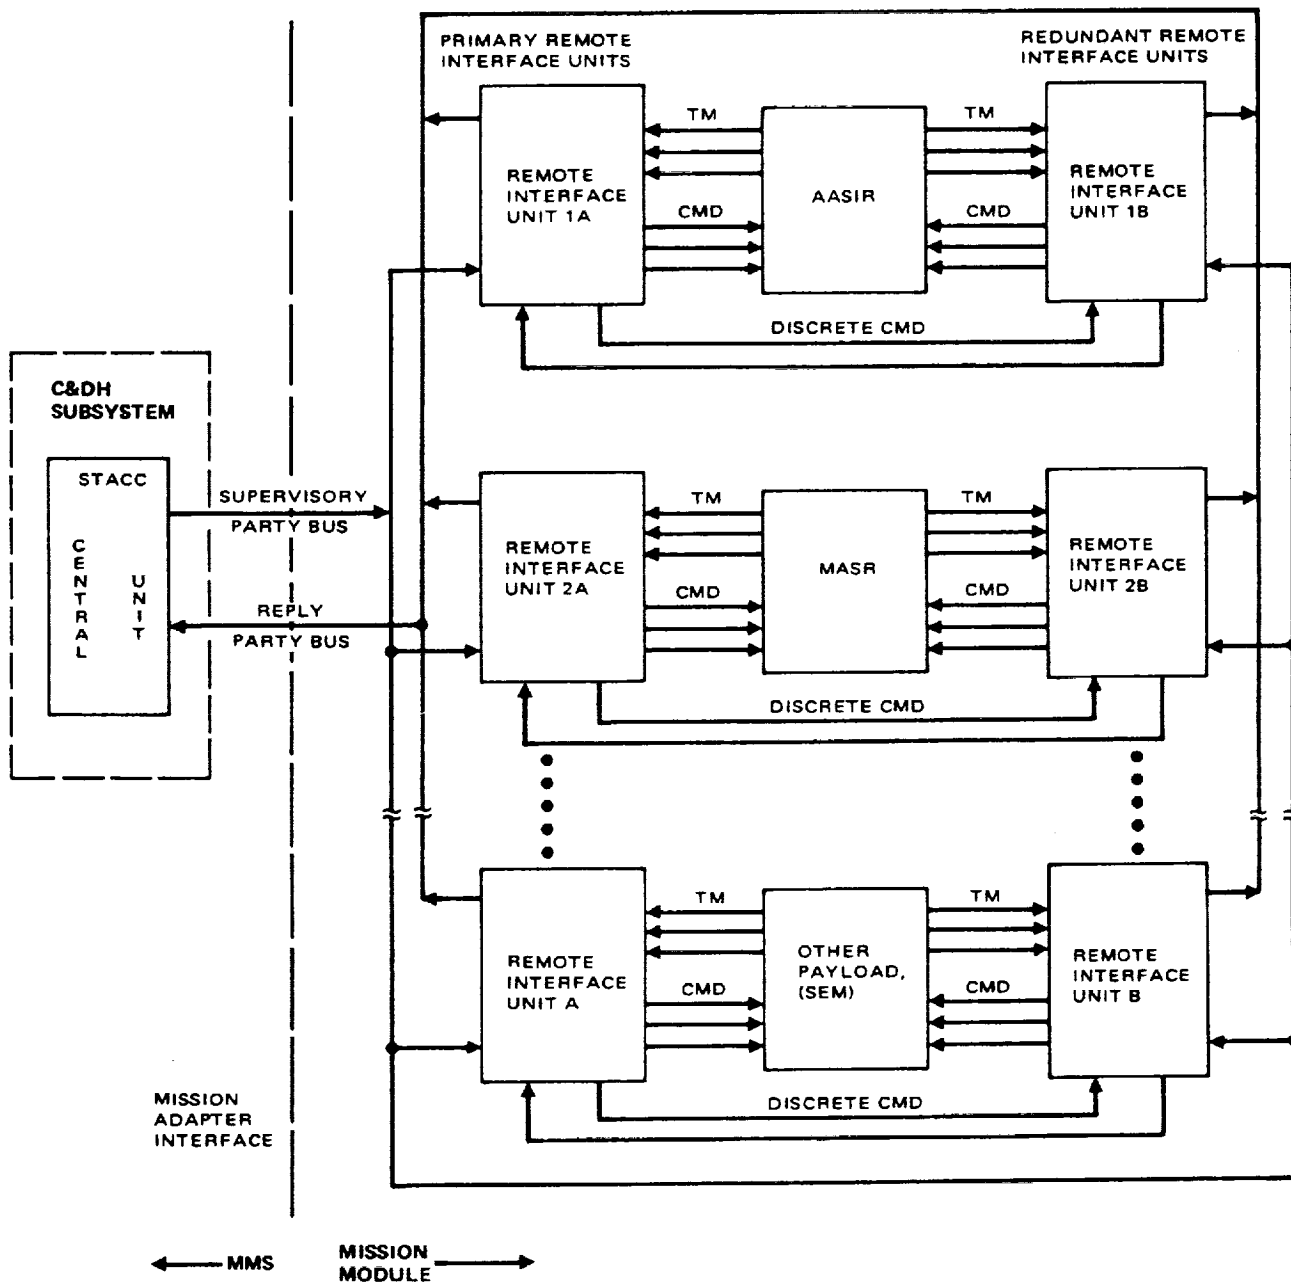 PRIMARY REMOTE
INTERFACE UNITS
REDUNDANT REMOTE
INTERFACE UNITS
TM
TM
REMOTE
INTERFACE
UNIT 1A
AASIR
REMOTE
INTERFACE
UNIT 1B
CMD
CMD
DISCRETE CMD
C&DH
SUBSYSTEM
STACC
CENTRAL
UNIT
SUPERVISORY
PARTY BUS
REPLY
PARTY BUS
TM
TM
REMOTE
INTERFACE
UNIT 2A
MASR
REMOTE
INTERFACE
UNIT 2B
CMD
CMD
DISCRETE CMD
TM
TM
REMOTE
INTERFACE
UNIT A
OTHER
PAYLOAD,
(SEM)
REMOTE
INTERFACE
UNIT B
CMD
CMD
DISCRETE CMD
MISSION
ADAPTER
INTERFACE
MMS
MISSION
MODULE